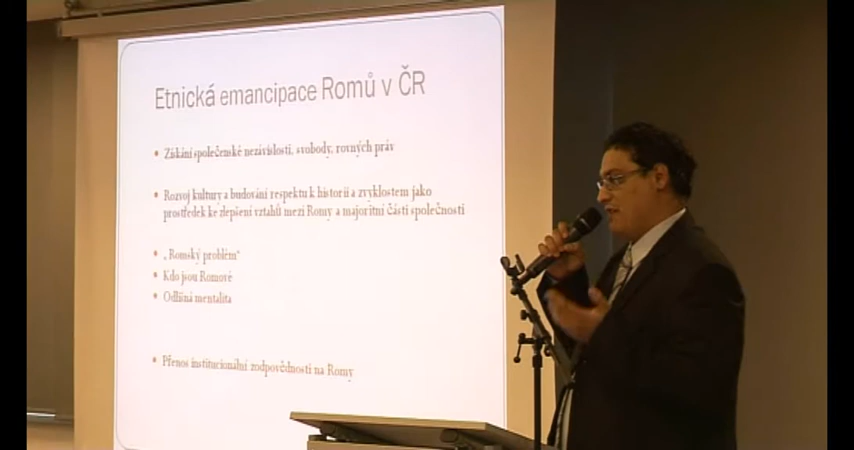 Etnická emancipace Romů v ČR
• Získání společenské nezávislosti, svobody, rovných práv
• Rozvoj kultury a budování respektu k historii a zvyklostem jako
prostředek ke zlepšení vztahů mezi Romy a majoritní částí společnosti
• „Romský problém“
• Kdo jsou Romové
• Odlišná mentalita
• Přenos institucionální zodpovědnosti na Romy